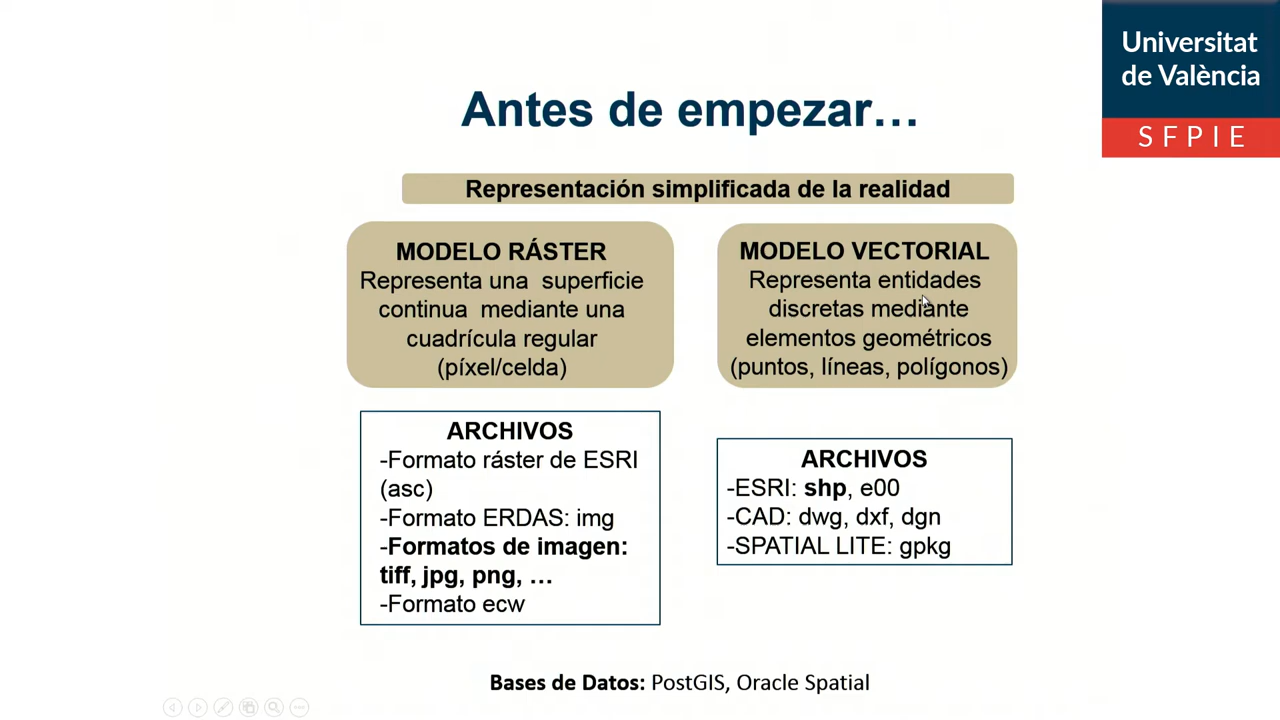 Universitat
de València
SFPIE
Antes de empezar…
Representación simplificada de la realidad
MODELO RÁSTER
Representa una superficie
continua mediante una
cuadrícula regular
(píxel/celda)
MODELO VECTORIAL
Representa entidades
discretas mediante
elementos geométricos
(puntos, líneas, polígonos)
ARCHIVOS
-Formato ráster de ESRI
(asc)
-Formato ERDAS: img
-Formatos de imagen:
tiff, jpg, png, …
-Formato ecw
ARCHIVOS
-ESRI: shp, e00
-CAD: dwg, dxf, dgn
-SPATIAL LITE: gpkg
Bases de Datos: PostGIS, Oracle Spatial